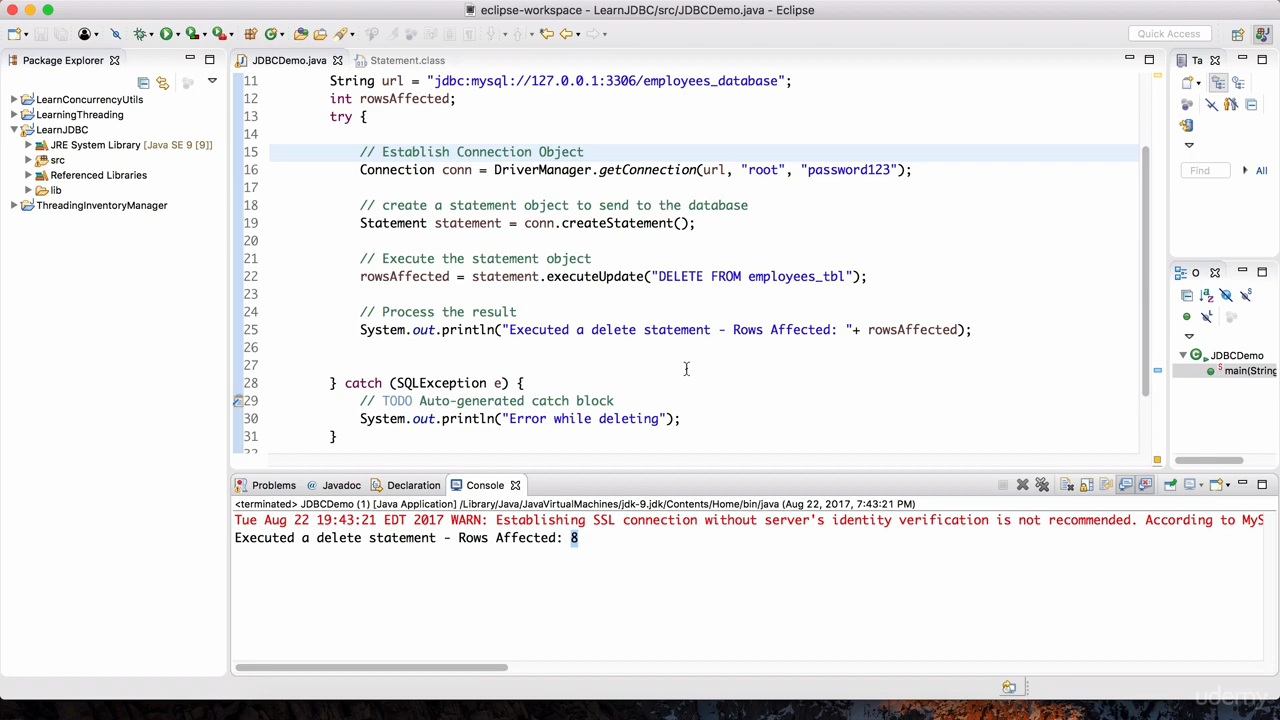 eclipse-workspace - LearnJDBC/src/JDBCDemo.java - Eclipse
Quick Access
Package Explorer
JDBCDemo.java
Statement.class
Ta
LearnConcurrencyUtils
LearningThreading
LearnJDBC
JRE System Library [Java SE 9 [9]]
src
Referenced Libraries
lib
ThreadingInventoryManager
11 String url = "jdbc:mysql://127.0.0.1:3306/employees_database";
12 int rowsAffected;
13 try {
14
15 // Establish Connection Object
16 Connection conn = DriverManager.getConnection(url, "root", "password123");
17
18 // create a statement object to send to the database
19 Statement statement = conn.createStatement();
20
21 // Execute the statement object
22 rowsAffected = statement.executeUpdate("DELETE FROM employees_tbl");
23
24 // Process the result
25 System.out.println("Executed a delete statement - Rows Affected: "+ rowsAffected);
26
27
28 } catch (SQLException e) {
29 // TODO Auto-generated catch block
30 System.out.println("Error while deleting");
31 }
Find
All
O
JDBCDemo
main(String
Problems
@ Javadoc
Declaration
Console
<terminated> JDBCDemo (1) [Java Application] /Library/Java/JavaVirtualMachines/jdk-9.jdk/Contents/Home/bin/java (Aug 22, 2017, 7:43:21 PM)
Tue Aug 22 19:43:21 EDT 2017 WARN: Establishing SSL connection without server's identity verification is not recommended. According to MyS
Executed a delete statement - Rows Affected: 8
udemy